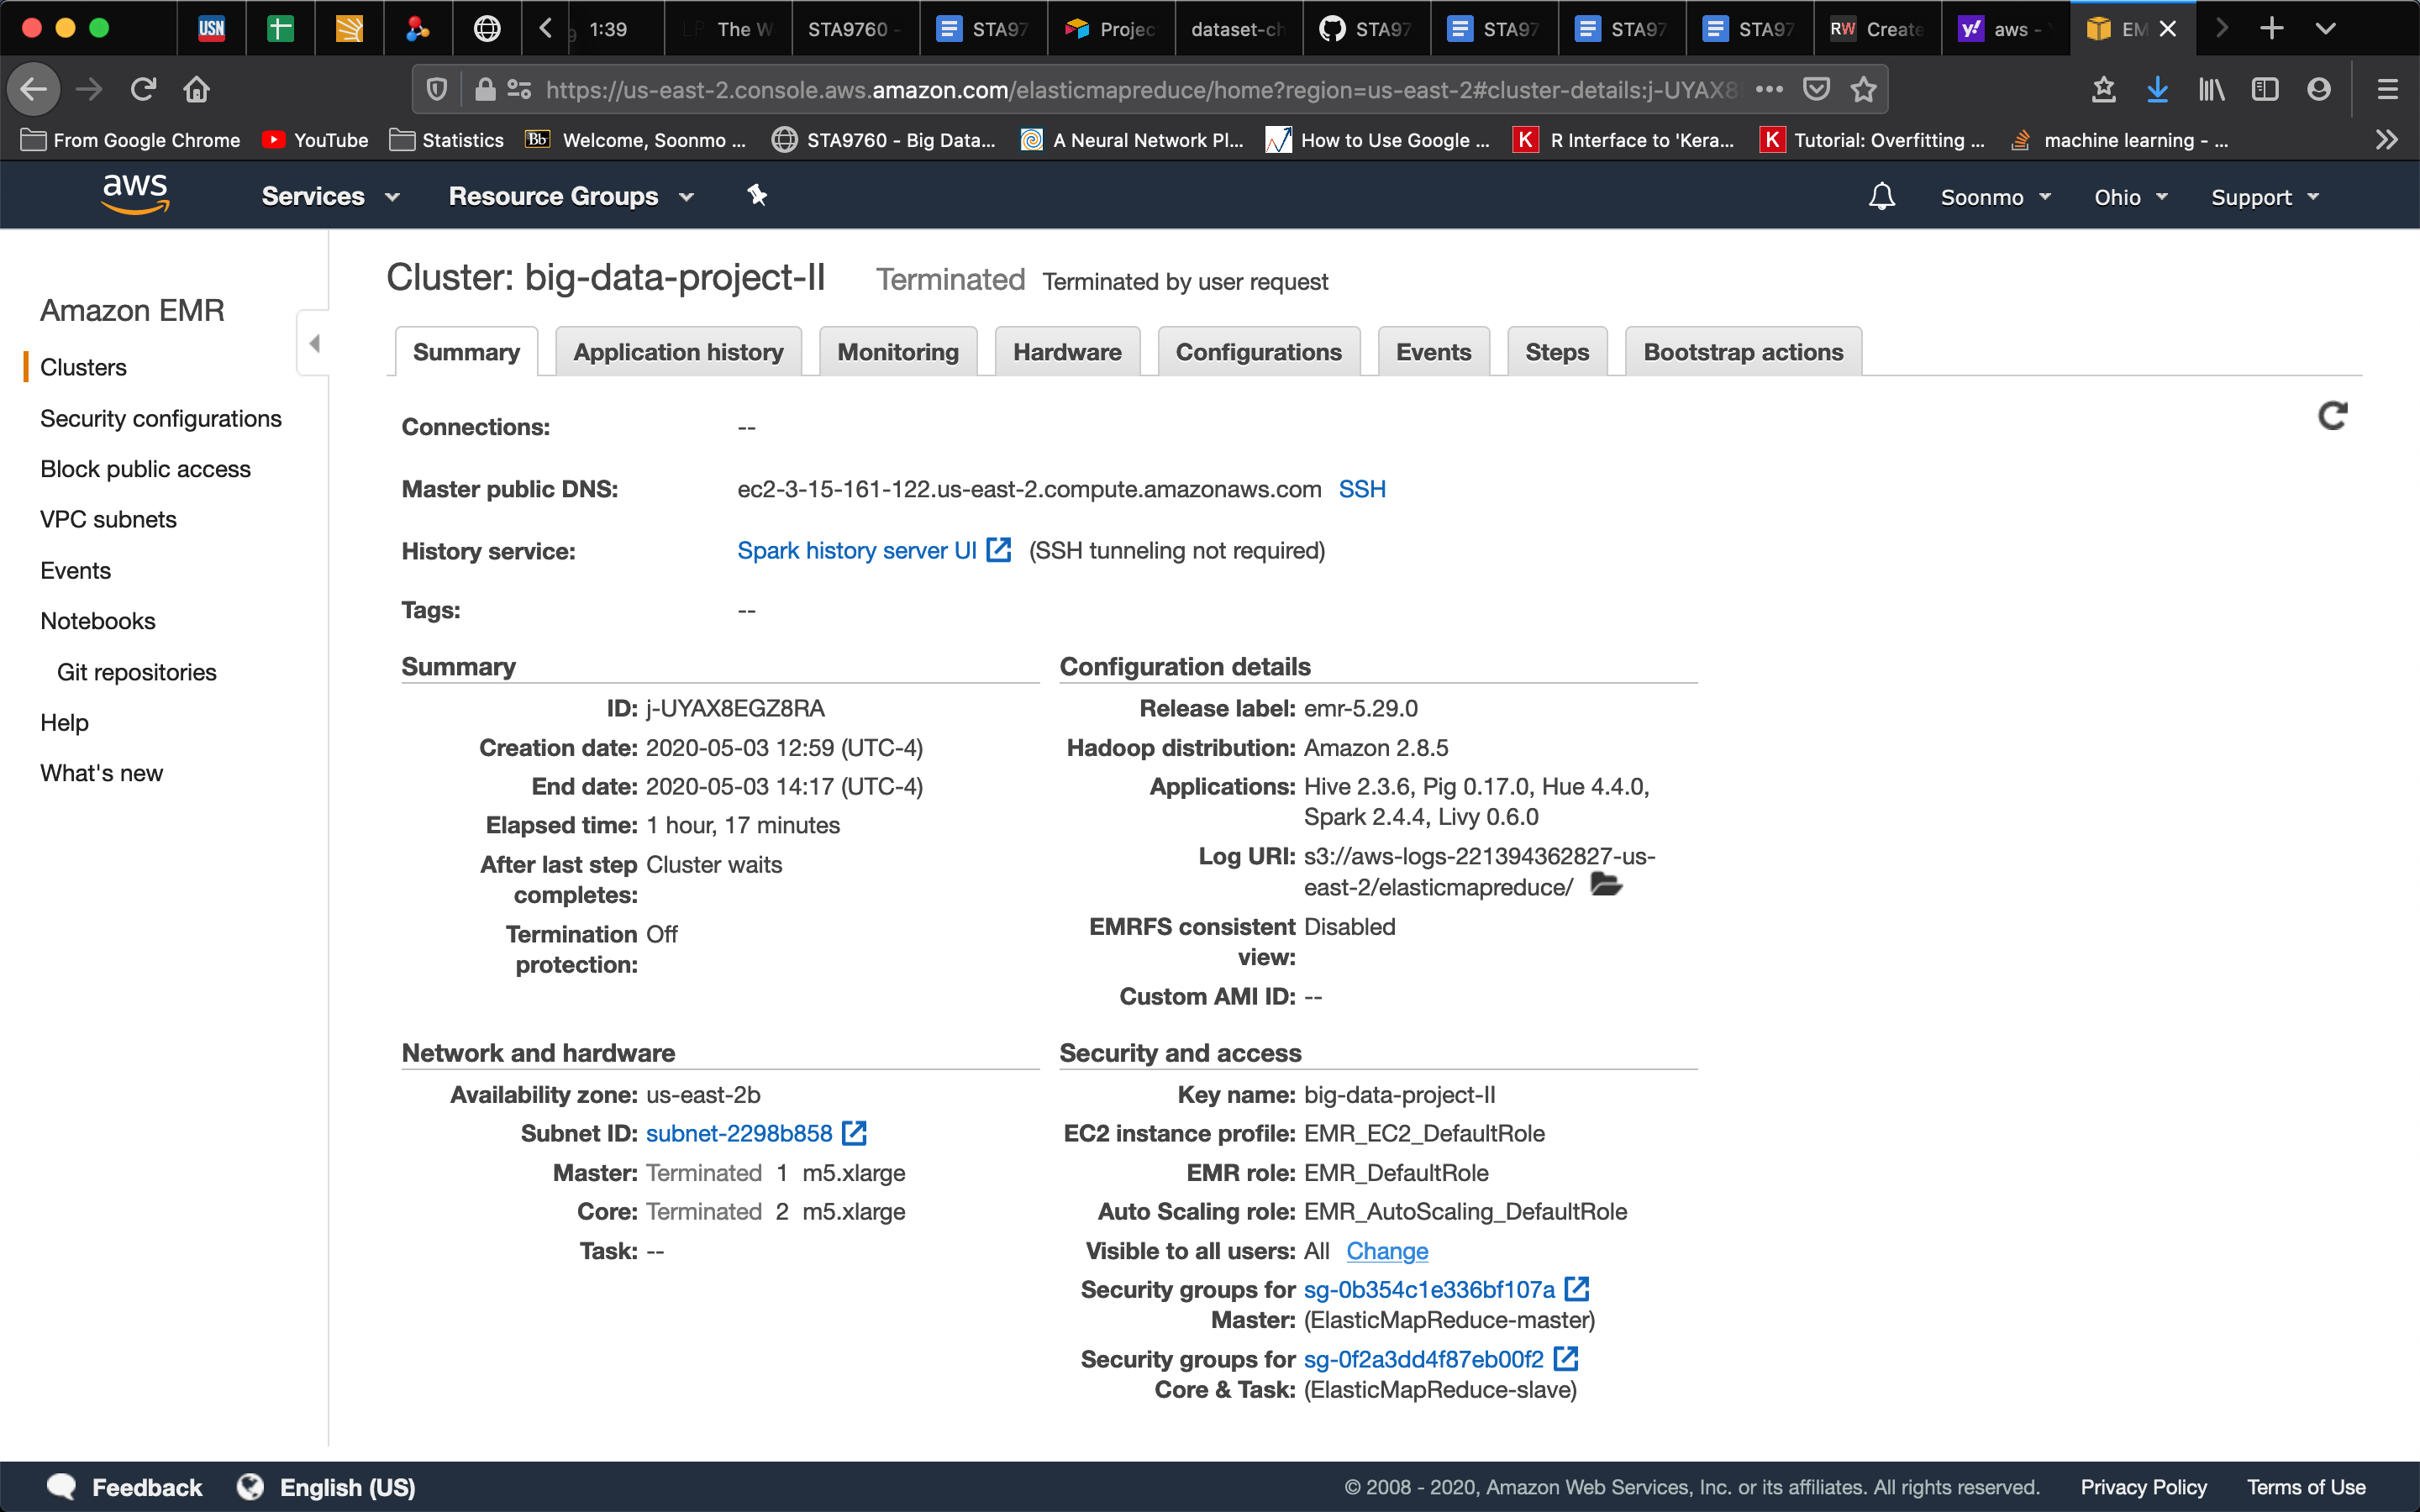 USN
1:39
The W
STA9760 -
STA97
Projec
dataset-ch
STA97
STA97
STA97
STA97
RW Create
y! aws -
EM
https://us-east-2.console.aws.amazon.com/elasticmapreduce/home?region=us-east-2#cluster-details:j-UYAX8
From Google Chrome
YouTube
Statistics
Bb Welcome, Soonmo ...
STA9760 - Big Data...
A Neural Network Pl...
How to Use Google ...
K R Interface to 'Kera...
K Tutorial: Overfitting ...
machine learning - ...
aws
Services
Resource Groups
Soonmo
Ohio
Support
Amazon EMR
Clusters
Security configurations
Block public access
VPC subnets
Events
Notebooks
Git repositories
Help
What's new
Cluster: big-data-project-II Terminated Terminated by user request
Summary
Application history
Monitoring
Hardware
Configurations
Events
Steps
Bootstrap actions
Connections: --
Master public DNS: ec2-3-15-161-122.us-east-2.compute.amazonaws.com SSH
History service: Spark history server UI (SSH tunneling not required)
Tags: --
Summary
ID: j-UYAX8EGZ8RA
Creation date: 2020-05-03 12:59 (UTC-4)
End date: 2020-05-03 14:17 (UTC-4)
Elapsed time: 1 hour, 17 minutes
After last step Cluster waits
completes:
Termination Off
protection:
Configuration details
Release label: emr-5.29.0
Hadoop distribution: Amazon 2.8.5
Applications: Hive 2.3.6, Pig 0.17.0, Hue 4.4.0,
Spark 2.4.4, Livy 0.6.0
Log URI: s3://aws-logs-221394362827-us-
east-2/elasticmapreduce/
EMRFS consistent Disabled
view:
Custom AMI ID: --
Network and hardware
Availability zone: us-east-2b
Subnet ID: subnet-2298b858
Master: Terminated 1 m5.xlarge
Core: Terminated 2 m5.xlarge
Task: --
Security and access
Key name: big-data-project-II
EC2 instance profile: EMR_EC2_DefaultRole
EMR role: EMR_DefaultRole
Auto Scaling role: EMR_AutoScaling_DefaultRole
Visible to all users: All Change
Security groups for sg-0b354c1e336bf107a
Master: (ElasticMapReduce-master)
Security groups for sg-0f2a3dd4f87eb00f2
Core & Task: (ElasticMapReduce-slave)
Feedback
English (US)
© 2008 - 2020, Amazon Web Services, Inc. or its affiliates. All rights reserved.
Privacy Policy
Terms of Use